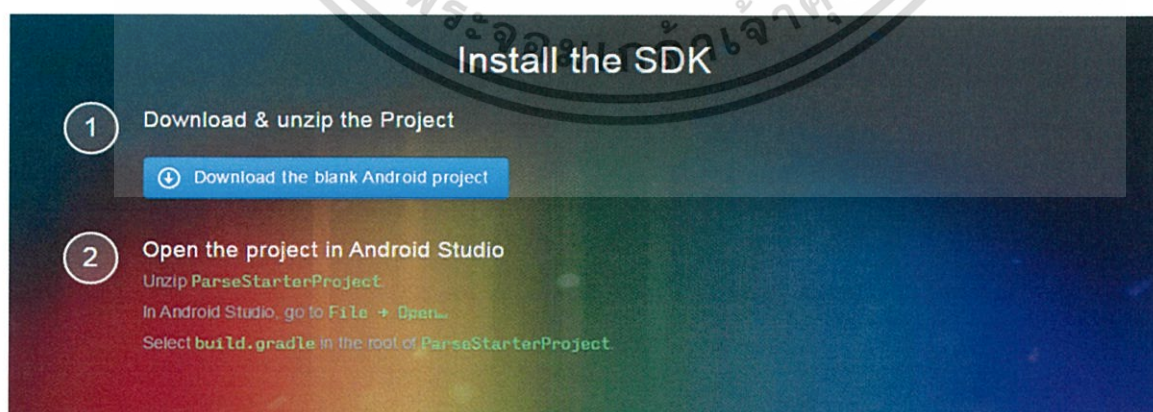 Install the SDK
1
Download & unzip the Project
Download the blank Android project
2
Open the project in Android Studio
Unzip ParseStarterProject.
In Android Studio, go to File → Open…
Select build.gradle in the root of ParseStarterProject.